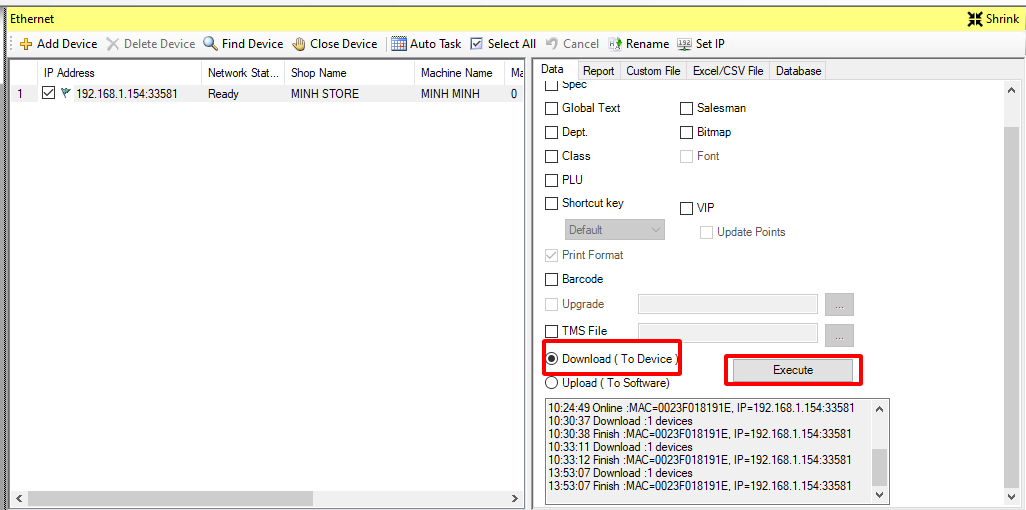 Ethernet
Shrink
Add Device Delete Device Find Device Close Device Auto Task Select All Cancel Rename Set IP
IP Address Network Stat... Shop Name Machine Name Ma
1 192.168.1.154:33581 Ready MINH STORE MINH MINH 0
Data Report Custom File Excel/CSV File Database
Spec
Global Text Salesman
Dept. Bitmap
Class Font
PLU
Shortcut key VIP
Default Update Points
Print Format
Barcode
Upgrade ...
TMS File ...
Download ( To Device )
Execute
Upload ( To Software)
10:24:49 Online :MAC=0023F018191E, IP=192.168.1.154:33581
10:30:37 Download :1 devices
10:30:38 Finish :MAC=0023F018191E, IP=192.168.1.154:33581
10:33:11 Download :1 devices
10:33:12 Finish :MAC=0023F018191E, IP=192.168.1.154:33581
13:53:07 Download :1 devices
13:53:07 Finish :MAC=0023F018191E, IP=192.168.1.154:33581